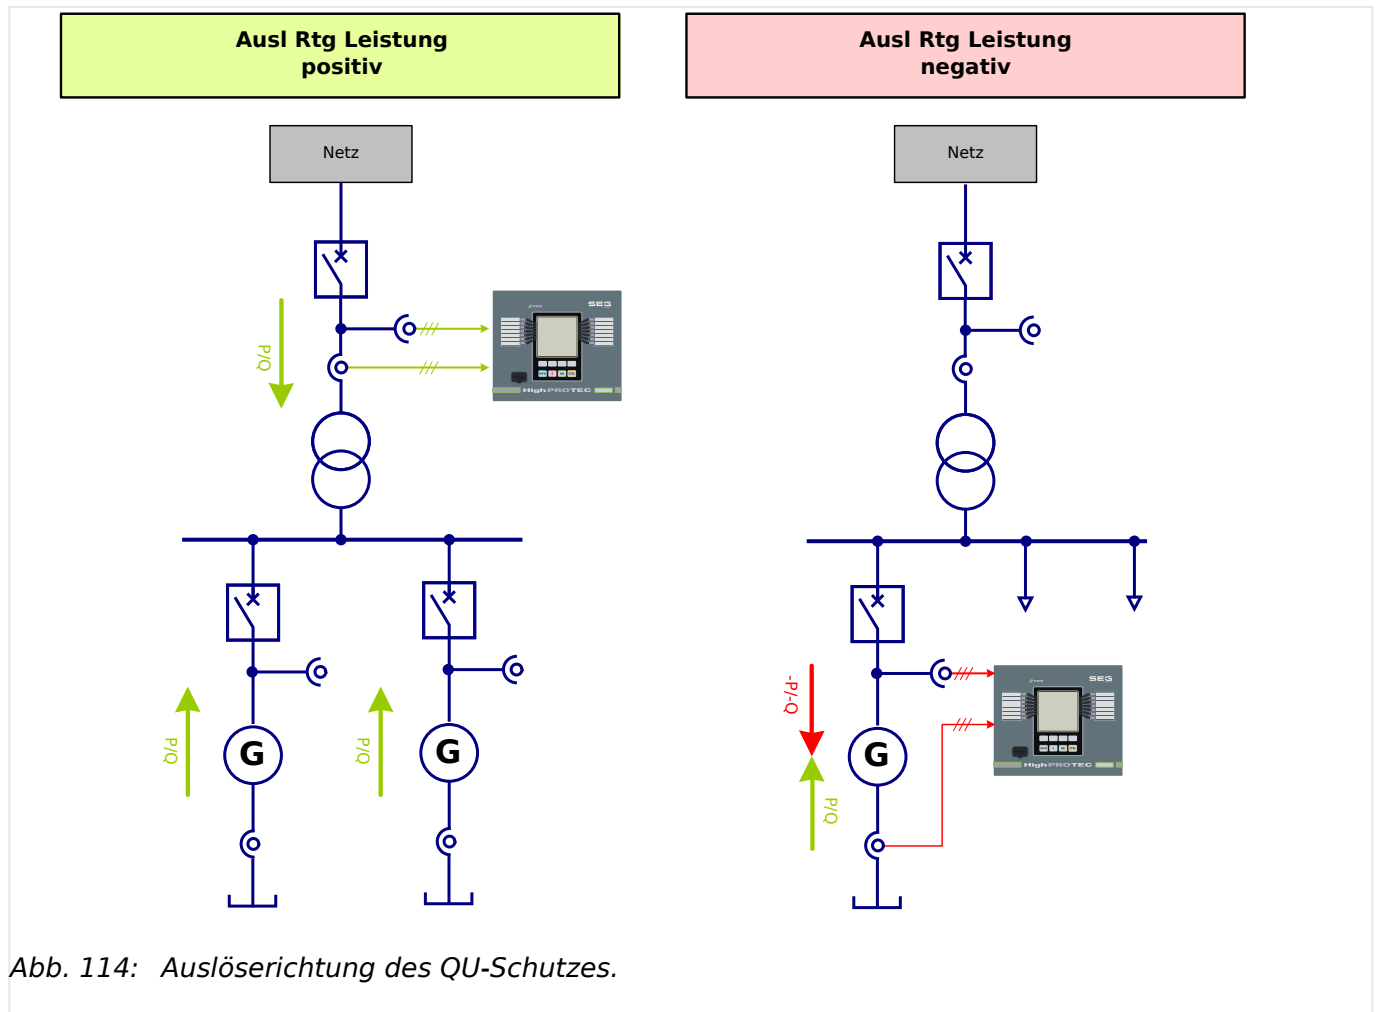 Ausl Rtg Leistung
positiv
Ausl Rtg Leistung
negativ
Netz
Netz
P/Q
SEG
HighPROTEC
P/Q
P/Q
G
G
-P/-Q
P/Q
G
SEG
HighPROTEC
Abb. 114: Auslöserichtung des QU-Schutzes.